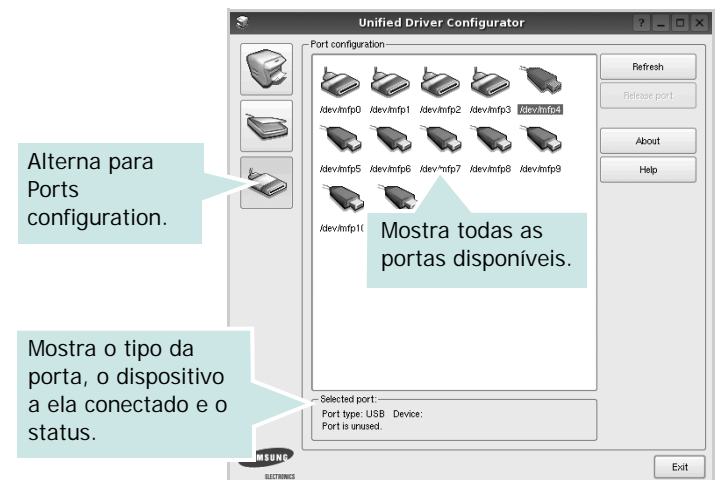 Unified Driver Configurator
Port configuration
/dev/mfp0 /dev/mfp1 /dev/mfp2 /dev/mfp3 /dev/mfp4
/dev/mfp5 /dev/mfp6 /dev/mfp7 /dev/mfp8 /dev/mfp9
/dev/mfp10
Refresh
Release port
About
Help
Alterna para
Ports
configuration.
Mostra todas as
portas disponíveis.
Mostra o tipo da
porta, o dispositivo
a ela conectado e o
status.
Selected port:
Port type: USB Device:
Port is unused.
ELECTRONICS
Exit